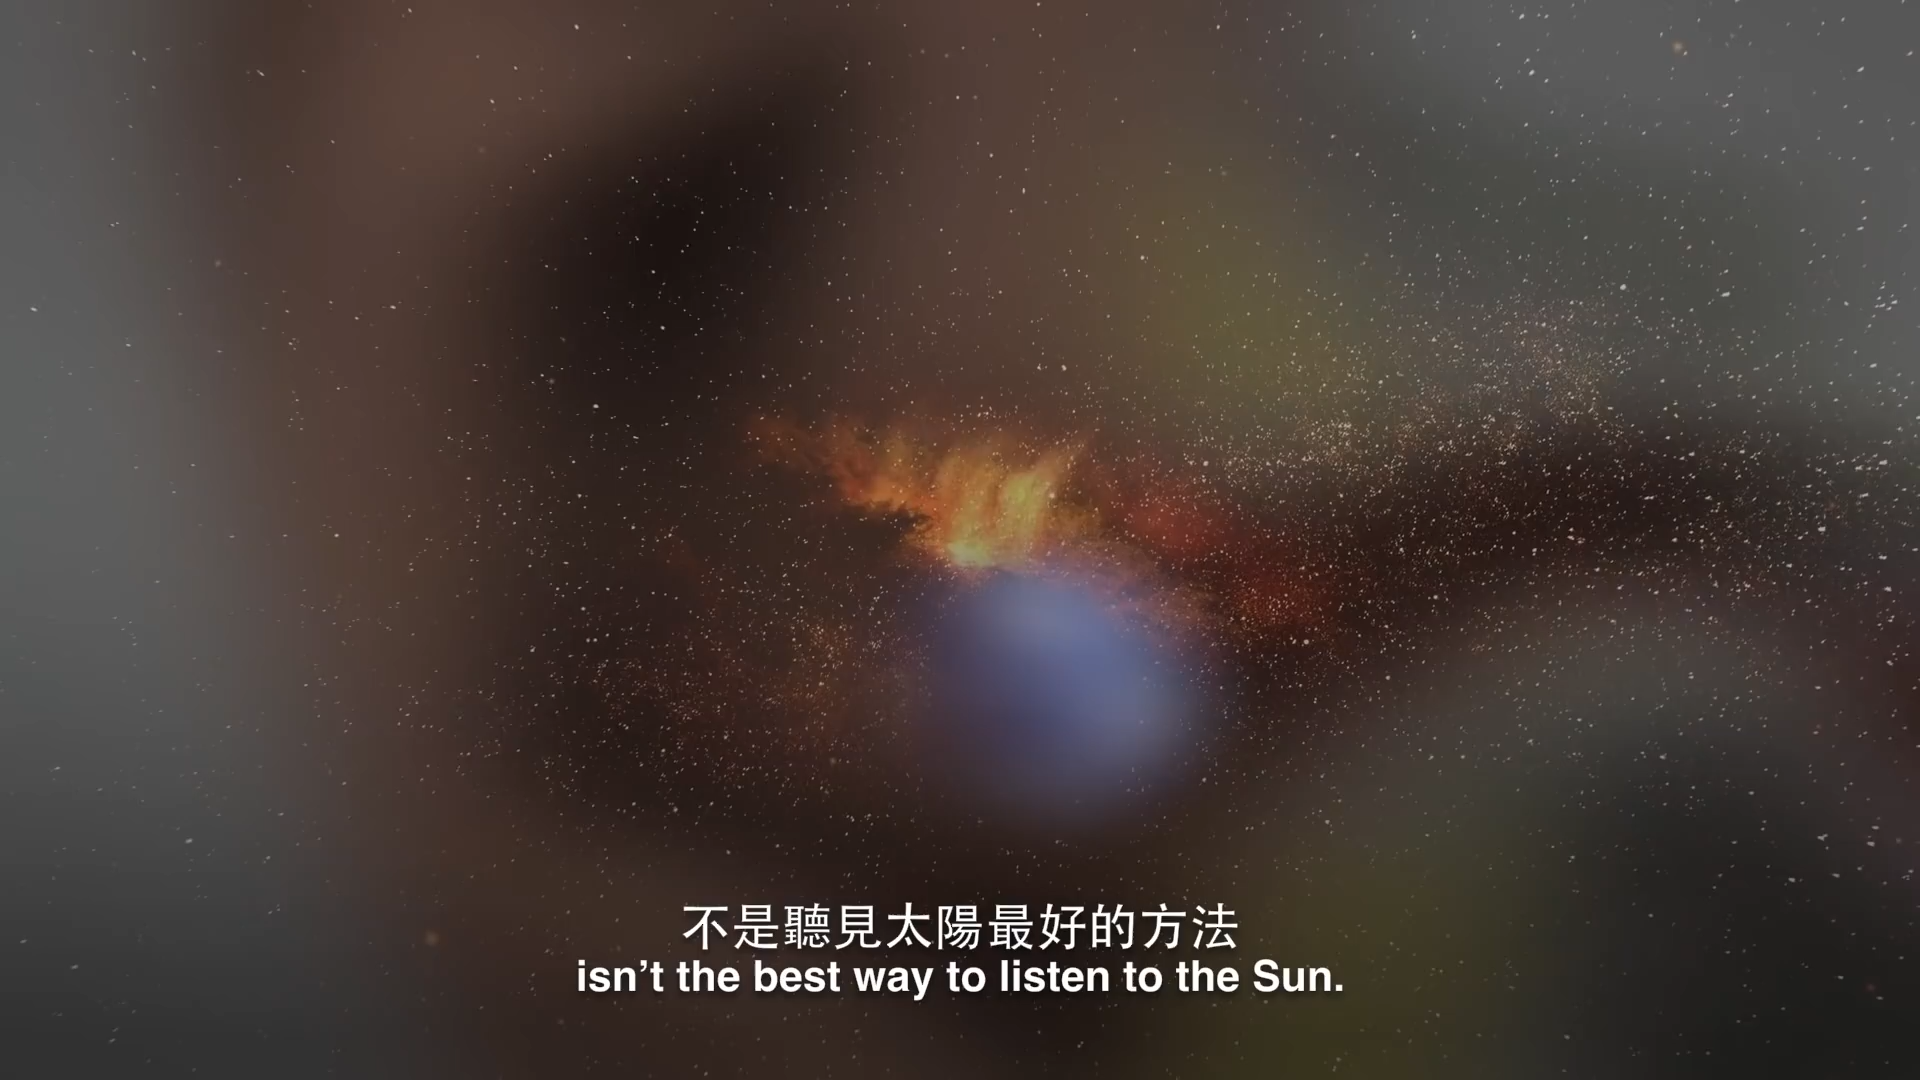 不是聽見太陽最好的方法
isn’t the best way to listen to the Sun.